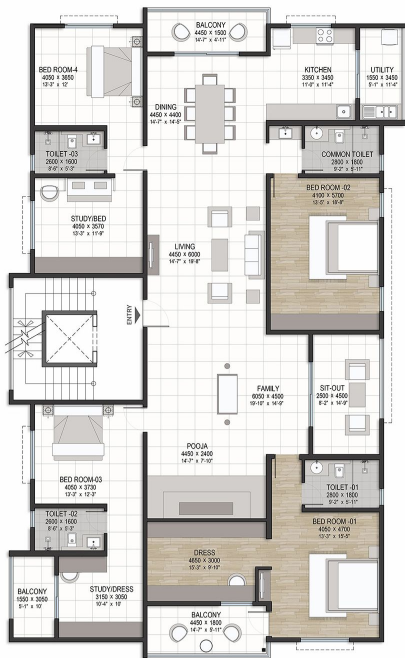 BALCONY
4450 x 1500
14'-7" x 4'-11"
BED ROOM-4
4050 x 3650
13'-3" x 12'
KITCHEN
3350 x 3450
11'-0" x 11'-4"
UTILITY
1550 x 3450
5'-1" x 11'-4"
DINING
4450 x 4400
14'-7" x 14'-5"
TOILET -03
2600 x 1600
8'-6" x 5'-3"
COMMON TOILET
2800 x 1800
9'-2" x 5'-11"
STUDY/BED
4050 x 3570
13'-3" x 11'-9"
BED ROOM -02
4100 x 5700
13'-5" x 18'-8"
LIVING
4450 x 6000
14'-7" x 19'-8"
ENTRY
FAMILY
6050 x 4500
19'-10" x 14'-9"
SIT-OUT
2500 x 4500
8'-2" x 14'-9"
POOJA
4450 x 2400
14'-7" x 7'-10"
BED ROOM-03
4050 x 3730
13'-3" x 12'-3"
TOILET -01
2800 x 1800
9'-2" x 5'-11"
TOILET -02
2600 x 1600
8'-6" x 5'-3"
BED ROOM -01
4050 x 4700
13'-3" x 15'-5"
DRESS
4650 x 3000
15'-3" x 9'-10"
BALCONY
1550 x 3050
5'-1" x 10'
STUDY/DRESS
3150 x 3050
10'-4" x 10'
BALCONY
4450 x 1800
14'-7" x 5'-11"